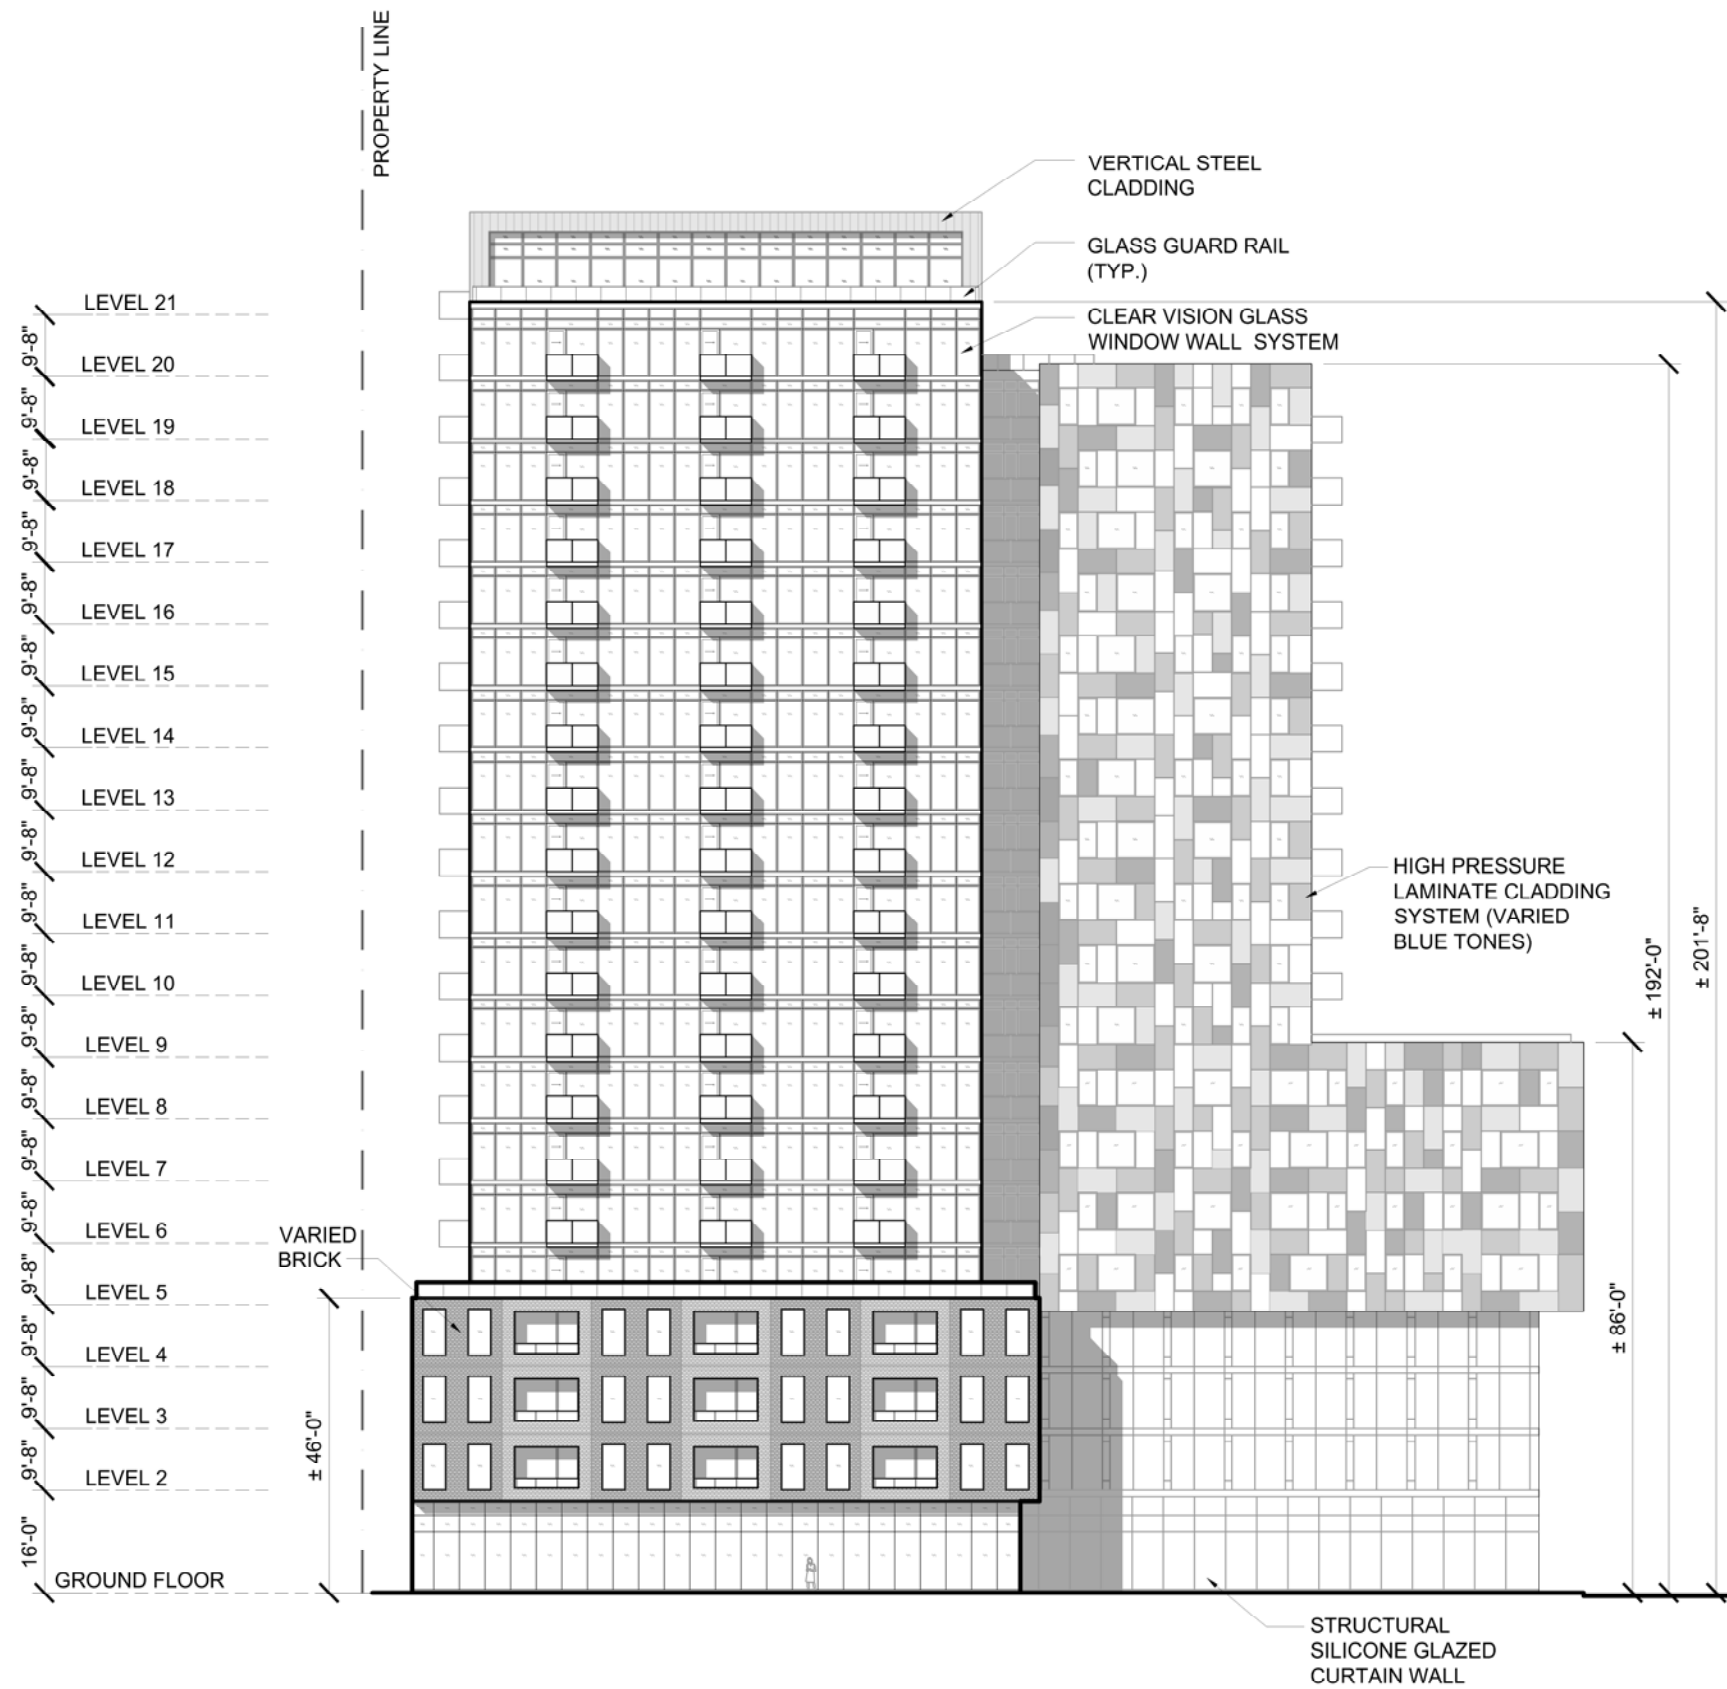 PROPERTY LINE
VERTICAL STEEL
CLADDING
GLASS GUARD RAIL
(TYP.)
CLEAR VISION GLASS
WINDOW WALL SYSTEM
LEVEL 21
9'-8"
LEVEL 20
9'-8"
LEVEL 19
9'-8"
LEVEL 18
9'-8"
LEVEL 17
9'-8"
LEVEL 16
9'-8"
LEVEL 15
9'-8"
LEVEL 14
9'-8"
LEVEL 13
9'-8"
LEVEL 12
9'-8"
LEVEL 11
9'-8"
LEVEL 10
9'-8"
LEVEL 9
9'-8"
LEVEL 8
9'-8"
LEVEL 7
9'-8"
LEVEL 6
9'-8"
LEVEL 5
9'-8"
LEVEL 4
9'-8"
LEVEL 3
9'-8"
LEVEL 2
16'-0"
GROUND FLOOR
VARIED
BRICK
± 46'-0"
HIGH PRESSURE
LAMINATE CLADDING
SYSTEM (VARIED
BLUE TONES)
± 86'-0"
± 192'-0"
± 201'-8"
STRUCTURAL
SILICONE GLAZED
CURTAIN WALL